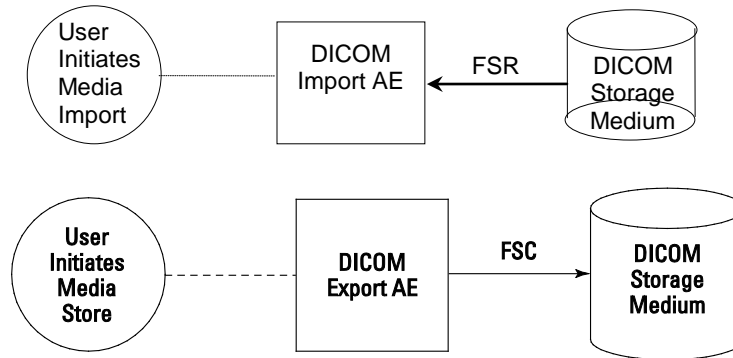 User
Initiates
Media
Import
DICOM
Import AE
FSR
DICOM
Storage
Medium
User
Initiates
Media
Store
DICOM
Export AE
FSC
DICOM
Storage
Medium